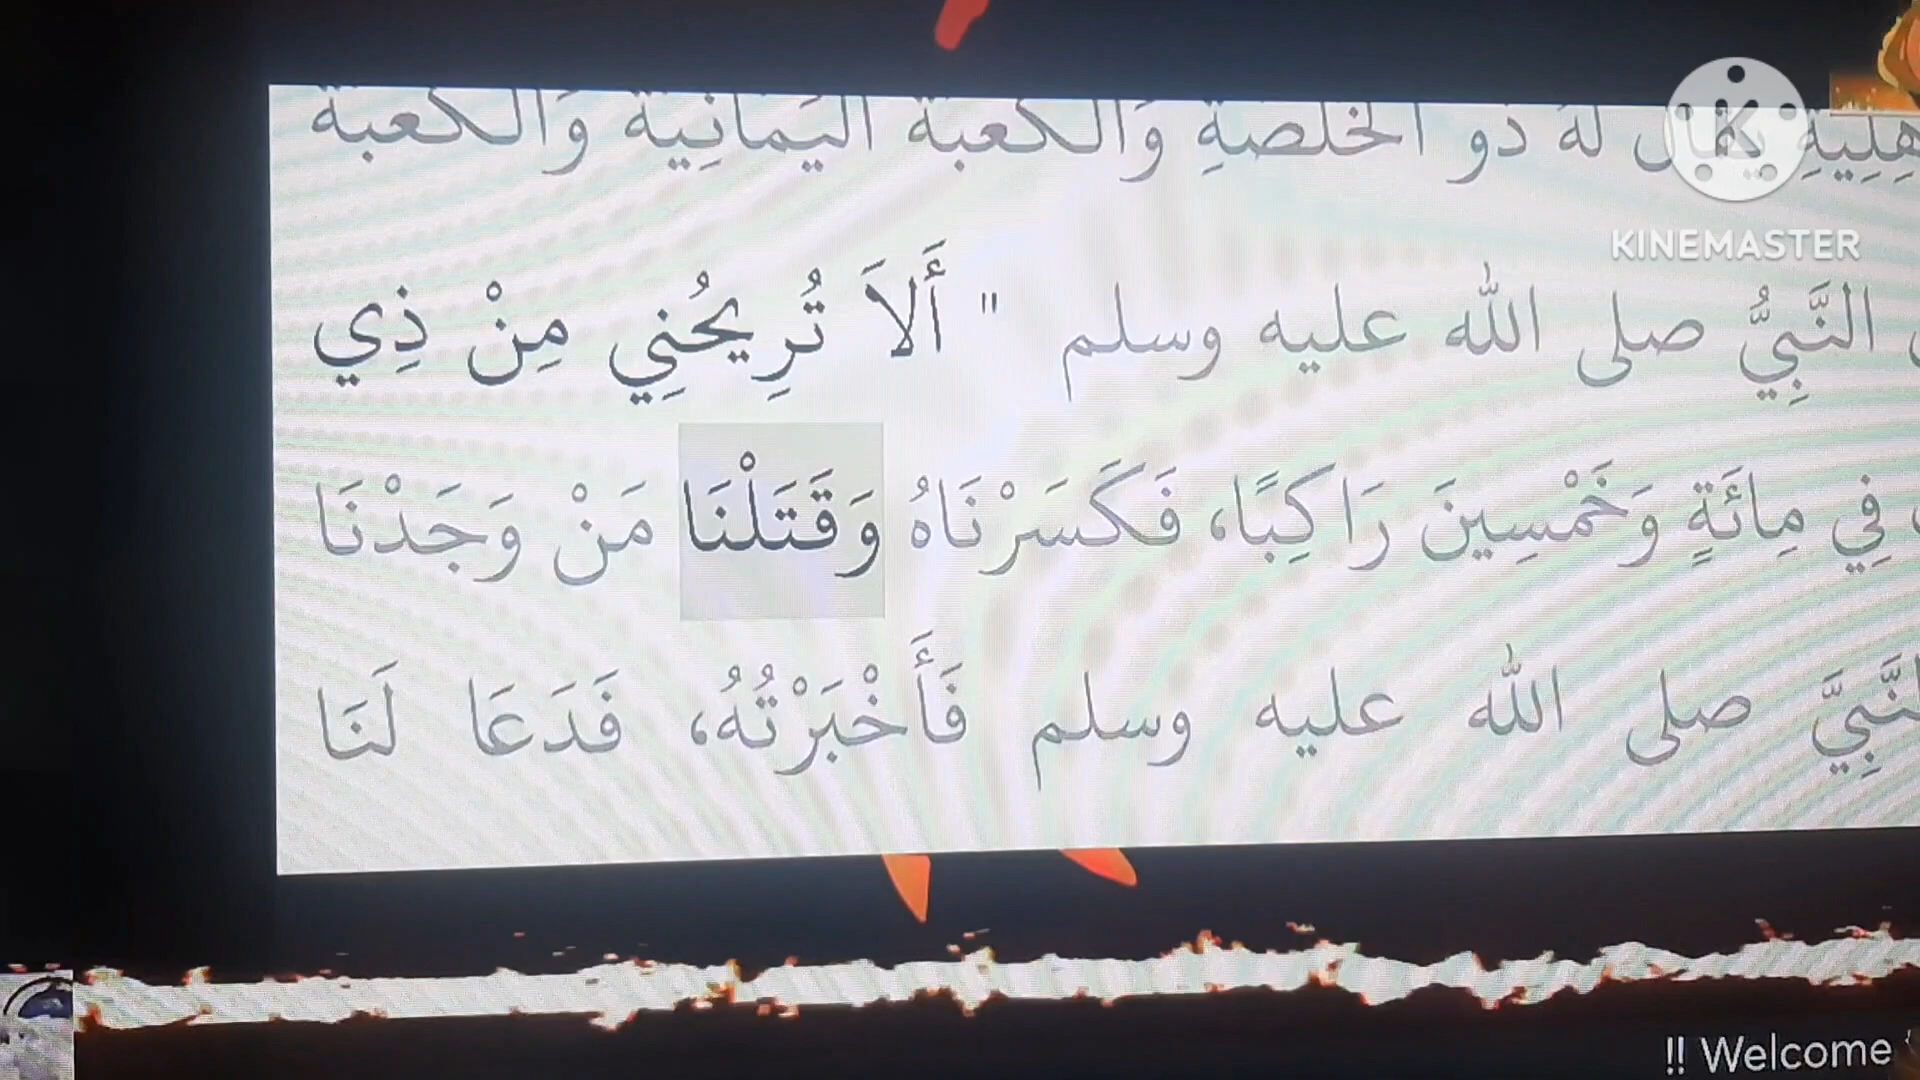 يُقَالُ لَهُ ذُو الْخَلَصَةِ وَالْكَعْبَةُ الْيَمَانِيَةُ وَالْكَعْبَةُ
KINEMASTER
النَّبِيُّ صلى الله عليه وسلم " أَلاَ تُرِيحُنِي مِنْ ذِي
فِي مِائَةٍ وَخَمْسِينَ رَاكِبًا، فَكَسَرْنَاهُ وَقَتَلْنَا مَنْ وَجَدْنَا
النَّبِيَّ صلى الله عليه وسلم فَأَخْبَرْتُهُ، فَدَعَا لَنَا
!! Welcome